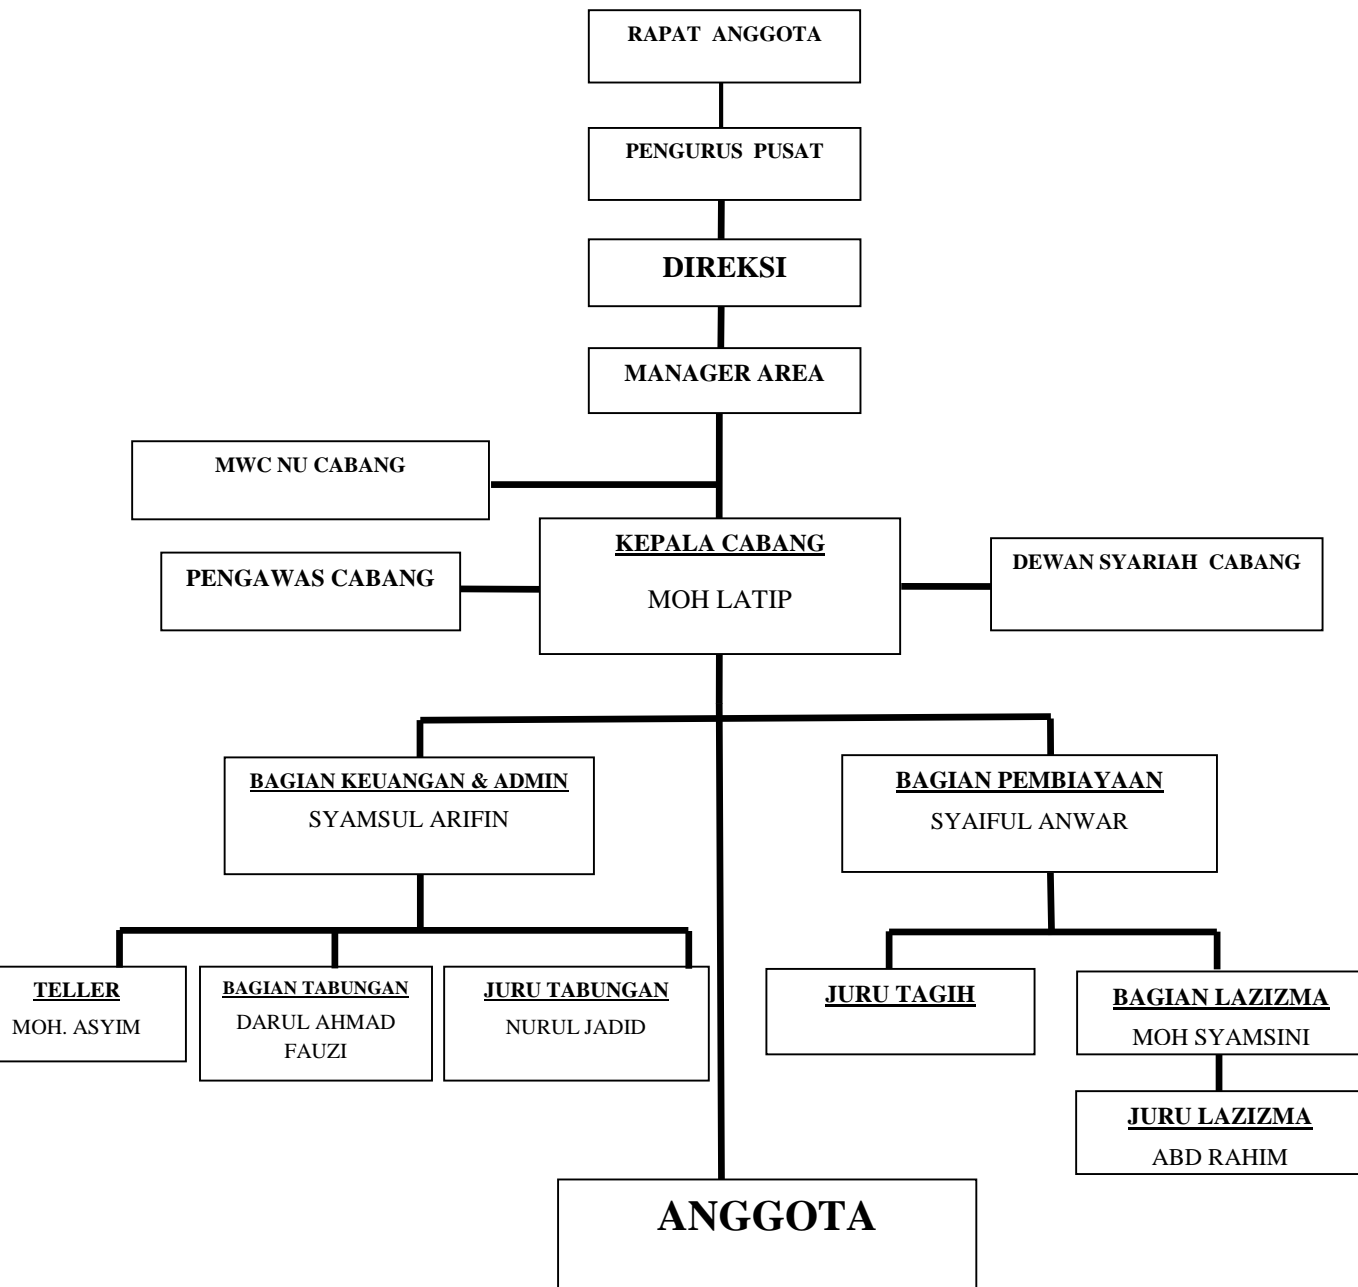 RAPAT ANGGOTA
PENGURUS PUSAT
DIREKSI
MANAGER AREA
MWC NU CABANG
KEPALA CABANG
MOH LATIP
PENGAWAS CABANG
DEWAN SYARIAH CABANG
BAGIAN KEUANGAN & ADMIN
SYAMSUL ARIFIN
BAGIAN PEMBIAYAAN
SYAIFUL ANWAR
TELLER
MOH. ASYIM
BAGIAN TABUNGAN
DARUL AHMAD
FAUZI
JURU TABUNGAN
NURUL JADID
JURU TAGIH
BAGIAN LAZIZMA
MOH SYAMSINI
JURU LAZIZMA
ABD RAHIM
ANGGOTA